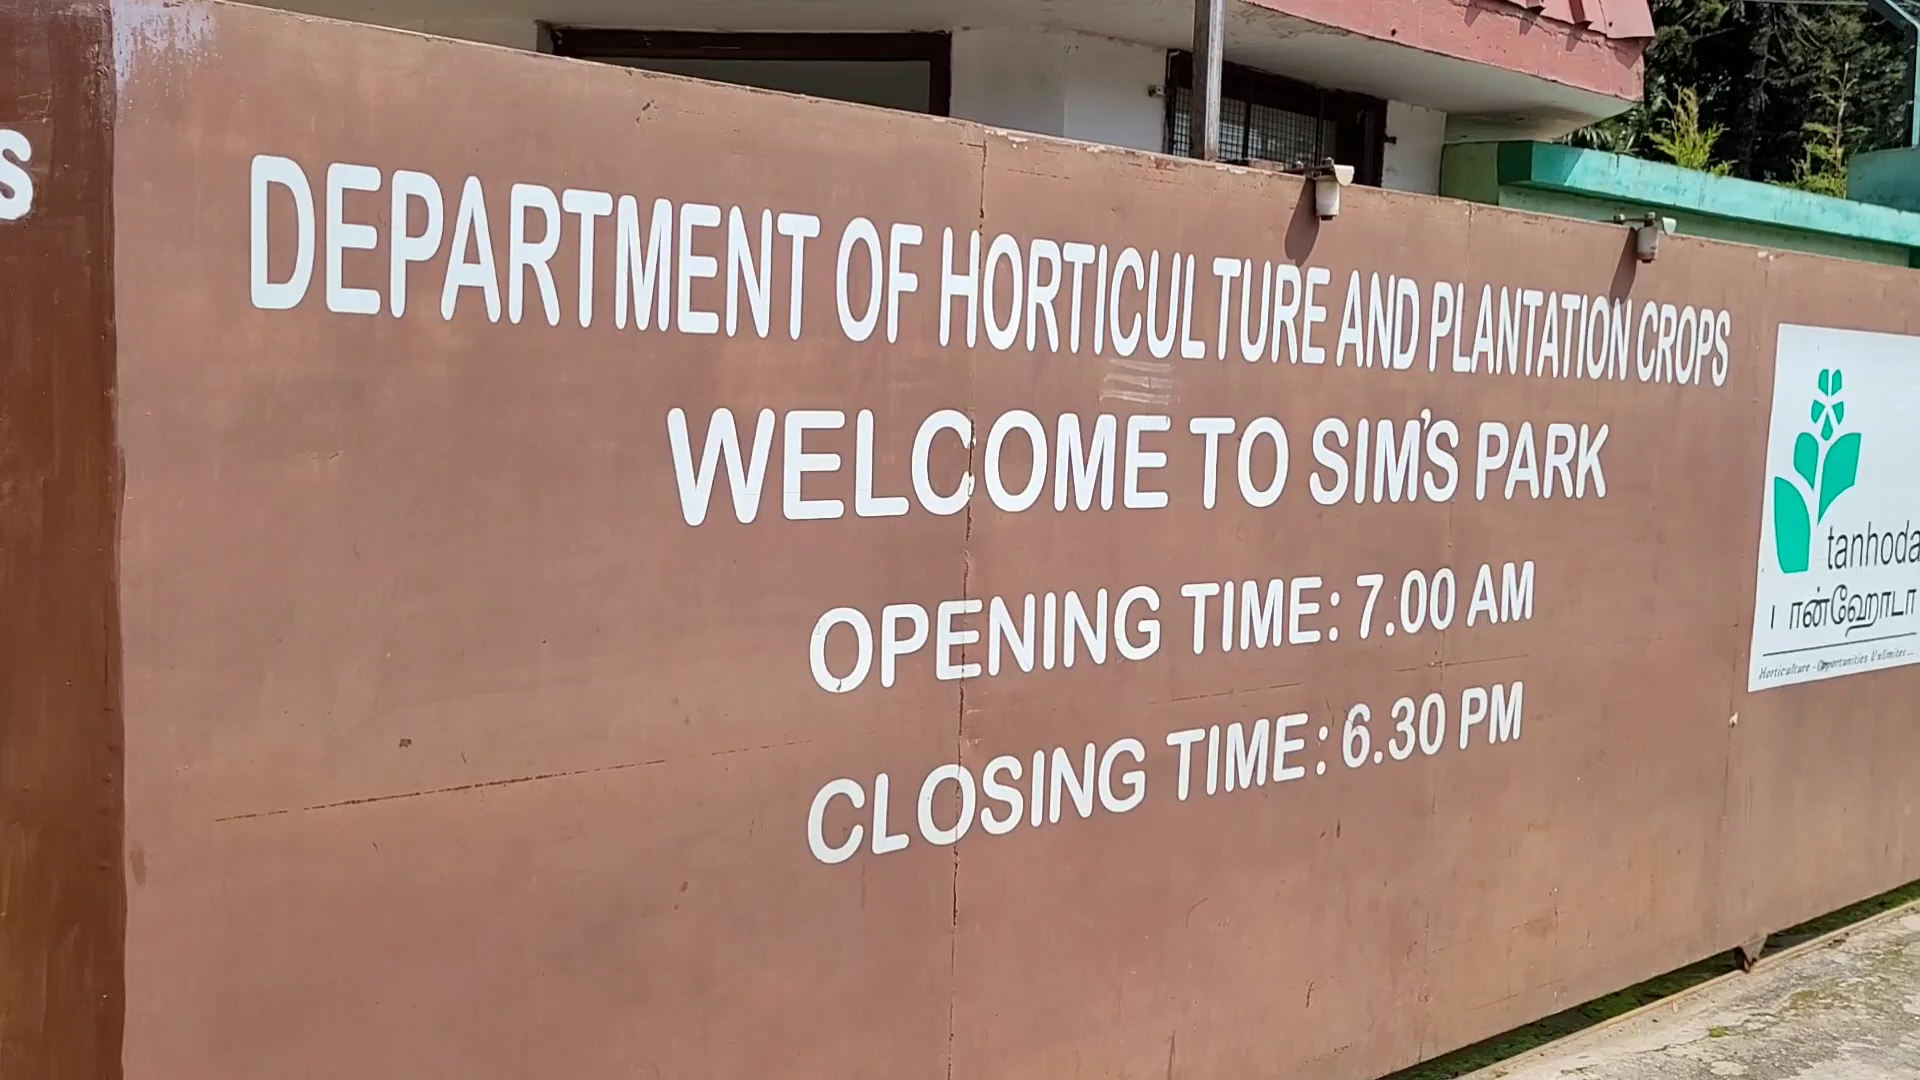 S
DEPARTMENT OF HORTICULTURE AND PLANTATION CROPS
WELCOME TO SIM'S PARK
OPENING TIME: 7.00 AM
CLOSING TIME: 6.30 PM
tanhoda
டான்ஹோடா
Horticulture - Opportunities Unlimited...